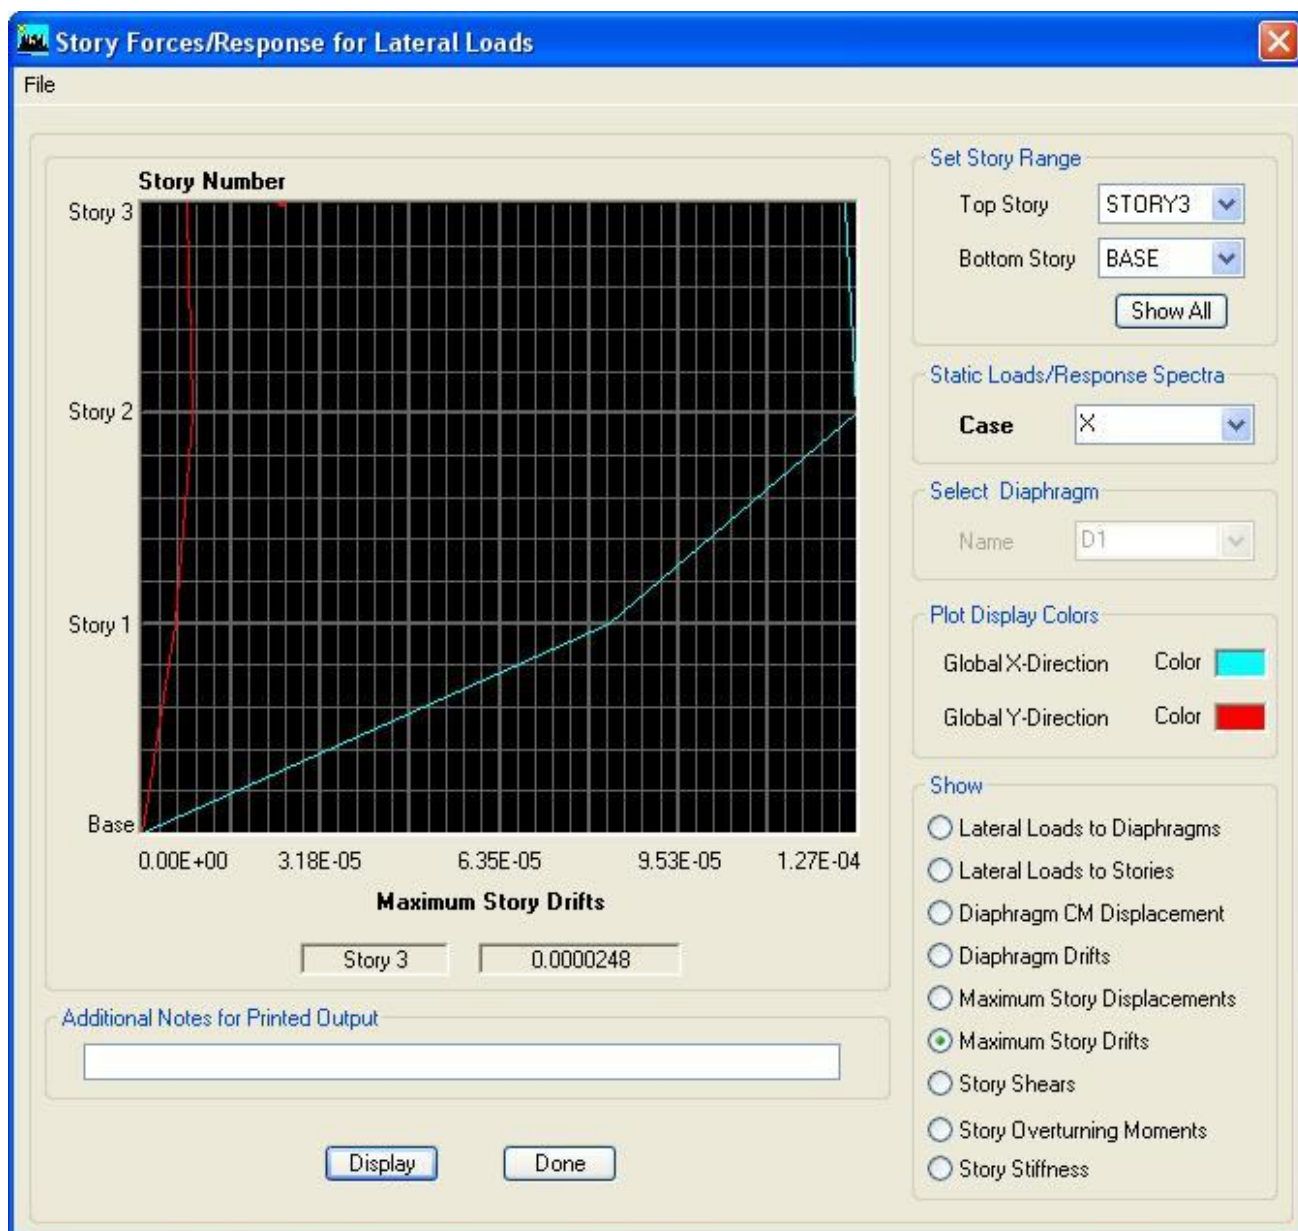 Story Forces/Response for Lateral Loads
File
Story Number
Story 3
Story 2
Story 1
Base
0.00E+00 3.18E-05 6.35E-05 9.53E-05 1.27E-04
Maximum Story Drifts
Story 3 0.0000248
Additional Notes for Printed Output
Display Done
Set Story Range
Top Story STORY3
Bottom Story BASE
Show All
Static Loads/Response Spectra
Case X
Select Diaphragm
Name D1
Plot Display Colors
Global X-Direction Color
Global Y-Direction Color
Show
Lateral Loads to Diaphragms
Lateral Loads to Stories
Diaphragm CM Displacement
Diaphragm Drifts
Maximum Story Displacements
Maximum Story Drifts
Story Shears
Story Overturning Moments
Story Stiffness